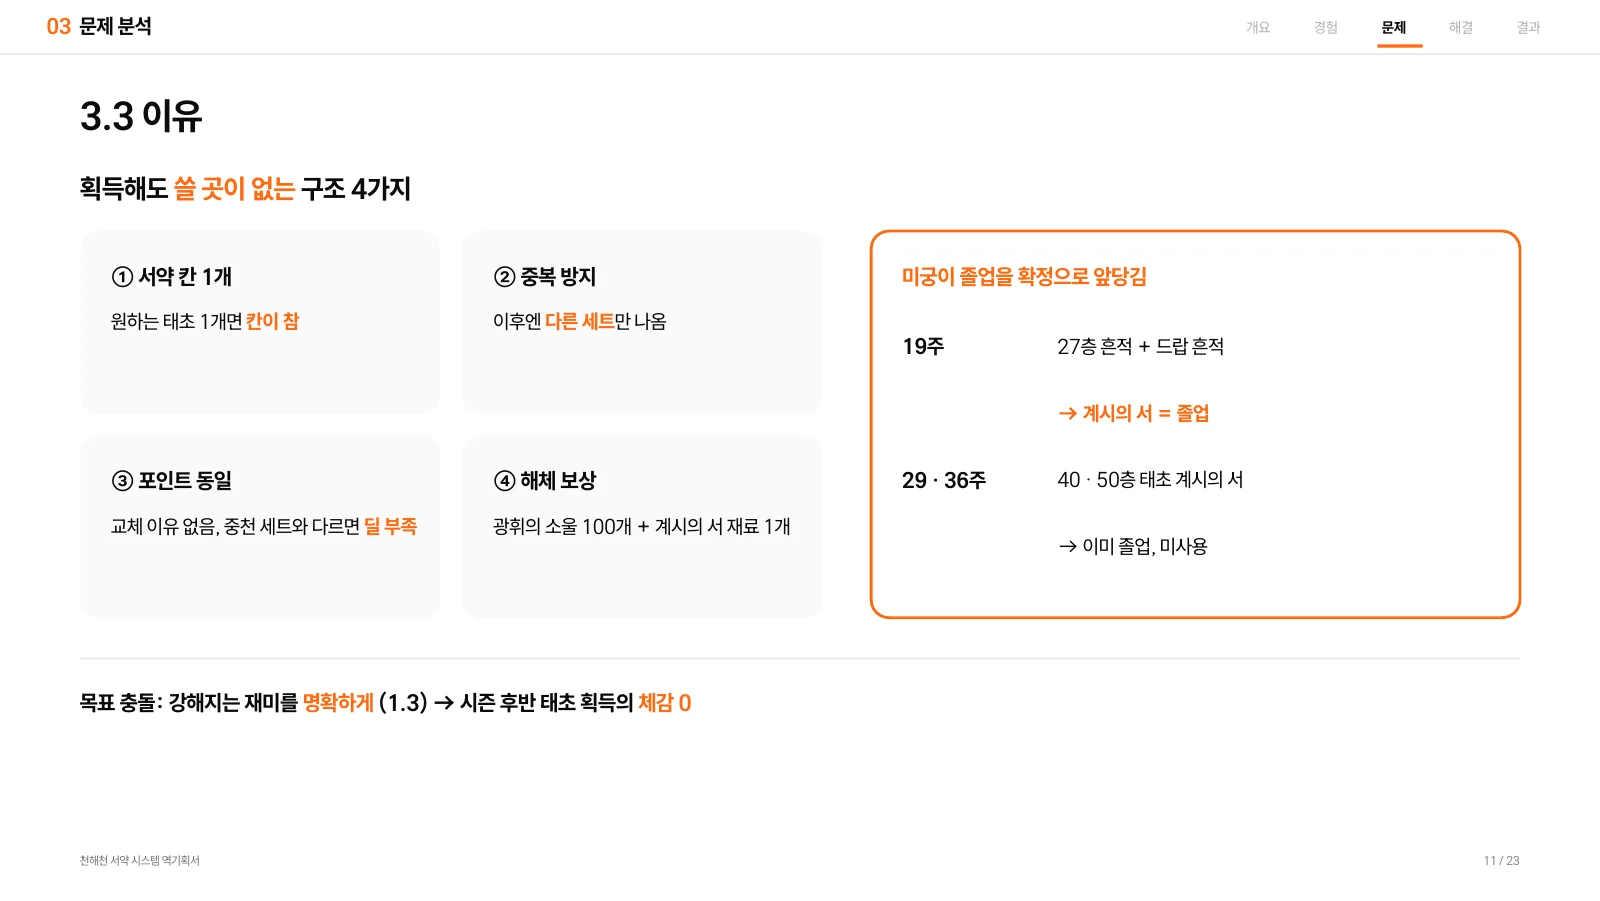 03 문제 분석
개요 경험 문제 해결 결과
3.3 이유
획득해도 쓸 곳이 없는 구조 4가지
① 서약 칸 1개
원하는 태초 1개면 칸이 참
② 중복 방지
이후엔 다른 세트만 나옴
③ 포인트 동일
교체 이유 없음, 중천 세트와 다르면 딜 부족
④ 해체 보상
광휘의 소울 100개 + 계시의 서 재료 1개
미궁이 졸업을 확정으로 앞당김
19주 27층 흔적 + 드랍 흔적
→ 계시의 서 = 졸업
29 · 36주 40 · 50층 태초 계시의 서
→ 이미 졸업, 미사용
목표 충돌: 강해지는 재미를 명확하게 (1.3) → 시즌 후반 태초 획득의 체감 0
천해천 서약 시스템 역기획서
11 / 23